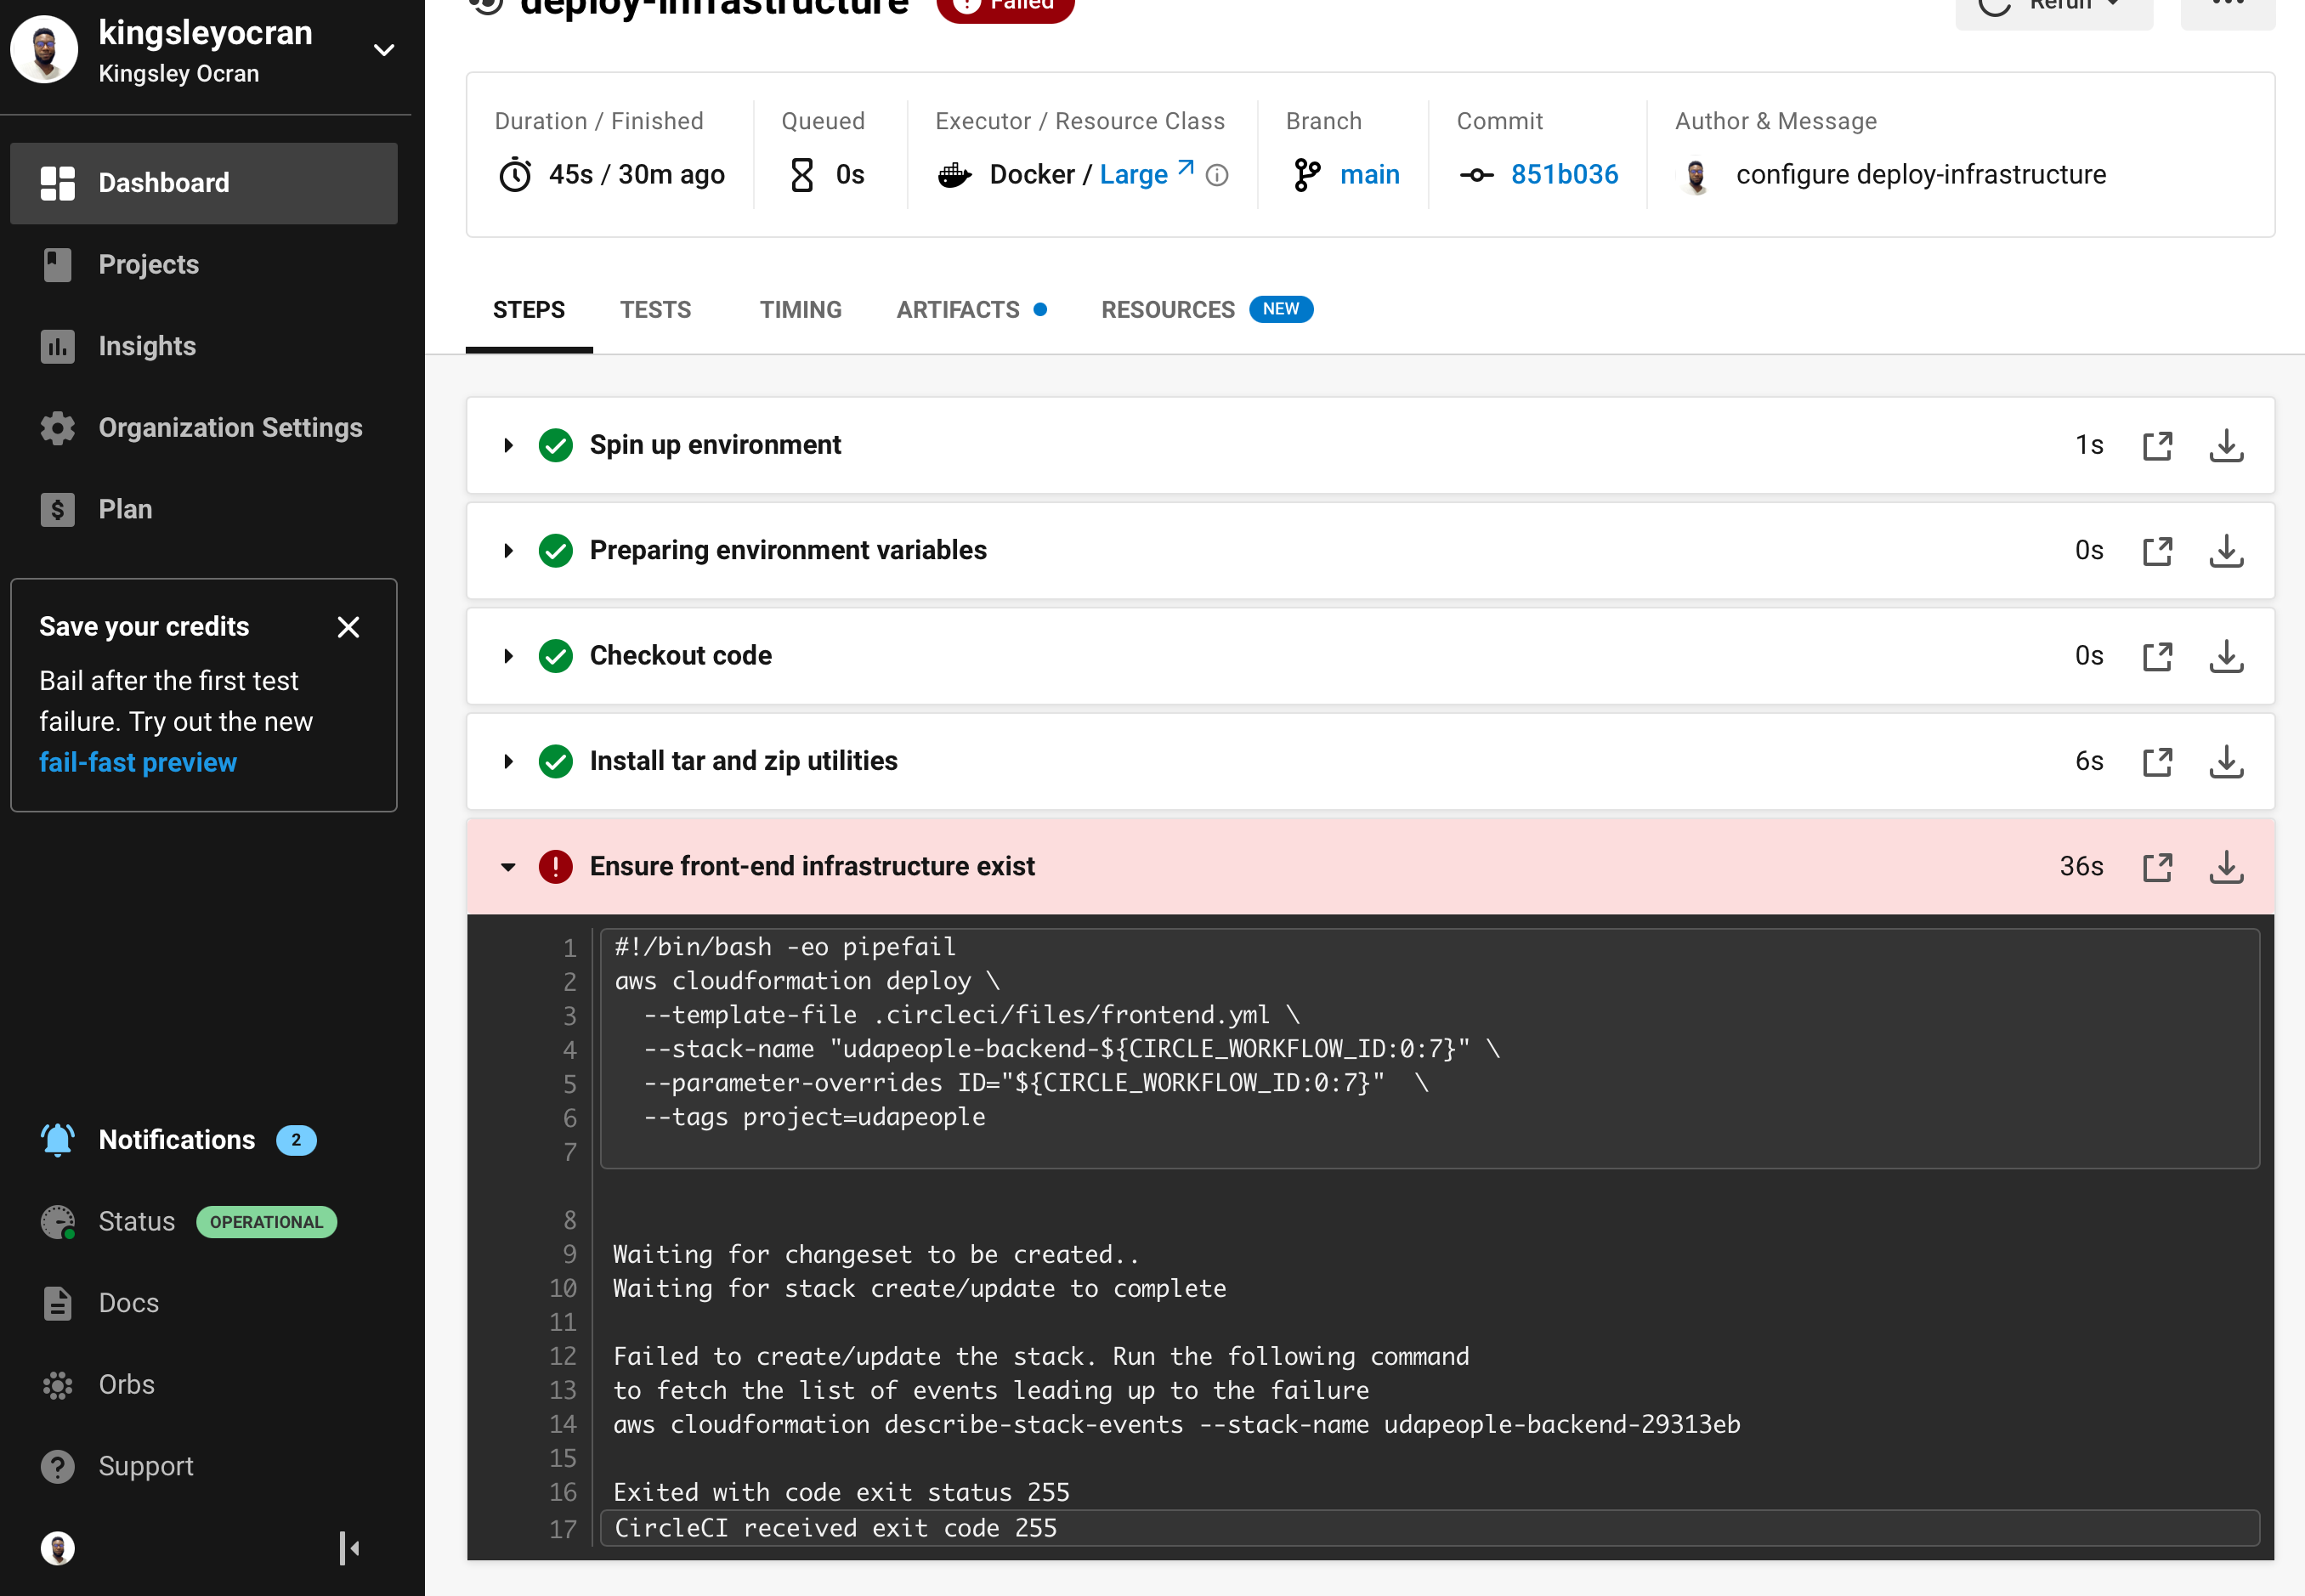 kingsleyocran
Kingsley Ocran
Dashboard
Projects
Insights
Organization Settings
Plan
Save your credits
Bail after the first test
failure. Try out the new
fail-fast preview
Notifications 2
Status OPERATIONAL
Docs
Orbs
Support
deploy-infrastructure Failed
Rerun
Duration / Finished
45s / 30m ago
Queued
0s
Executor / Resource Class
Docker / Large
Branch
main
Commit
851b036
Author & Message
configure deploy-infrastructure
STEPS TESTS TIMING ARTIFACTS RESOURCES NEW
Spin up environment 1s
Preparing environment variables 0s
Checkout code 0s
Install tar and zip utilities 6s
Ensure front-end infrastructure exist 36s
1 #!/bin/bash -eo pipefail
2 aws cloudformation deploy \
3 --template-file .circleci/files/frontend.yml \
4 --stack-name "udapeople-backend-${CIRCLE_WORKFLOW_ID:0:7}" \
5 --parameter-overrides ID="${CIRCLE_WORKFLOW_ID:0:7}"  \
6 --tags project=udapeople
7
8
9 Waiting for changeset to be created..
10 Waiting for stack create/update to complete
11
12 Failed to create/update the stack. Run the following command
13 to fetch the list of events leading up to the failure
14 aws cloudformation describe-stack-events --stack-name udapeople-backend-29313eb
15
16 Exited with code exit status 255
17 CircleCI received exit code 255